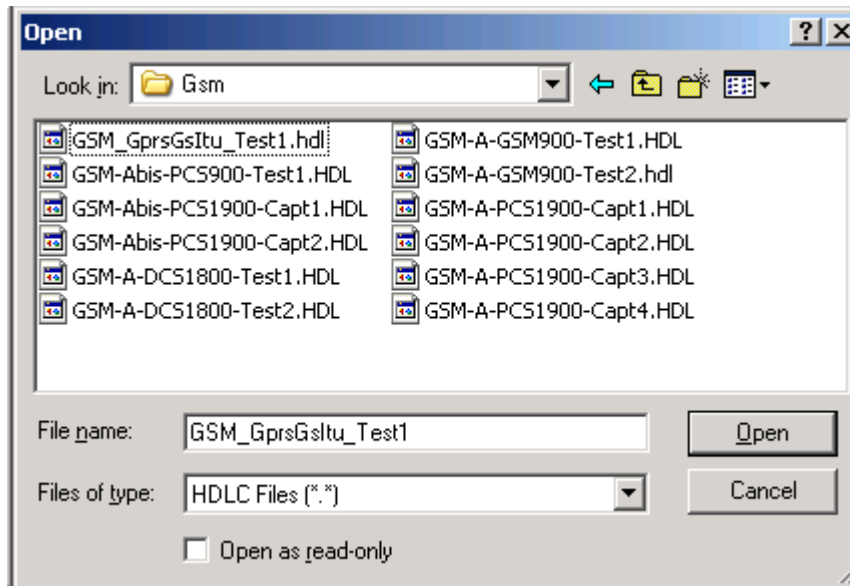 Open
Look in: Gsm
GSM_GprsGsItu_Test1.hdl
GSM-Abis-PCS900-Test1.HDL
GSM-Abis-PCS1900-Capt1.HDL
GSM-Abis-PCS1900-Capt2.HDL
GSM-A-DCS1800-Test1.HDL
GSM-A-DCS1800-Test2.HDL
GSM-A-GSM900-Test1.HDL
GSM-A-GSM900-Test2.hdl
GSM-A-PCS1900-Capt1.HDL
GSM-A-PCS1900-Capt2.HDL
GSM-A-PCS1900-Capt3.HDL
GSM-A-PCS1900-Capt4.HDL
File name: GSM_GprsGsItu_Test1 Open
Files of type: HDLC Files (*.*) Cancel
Open as read-only